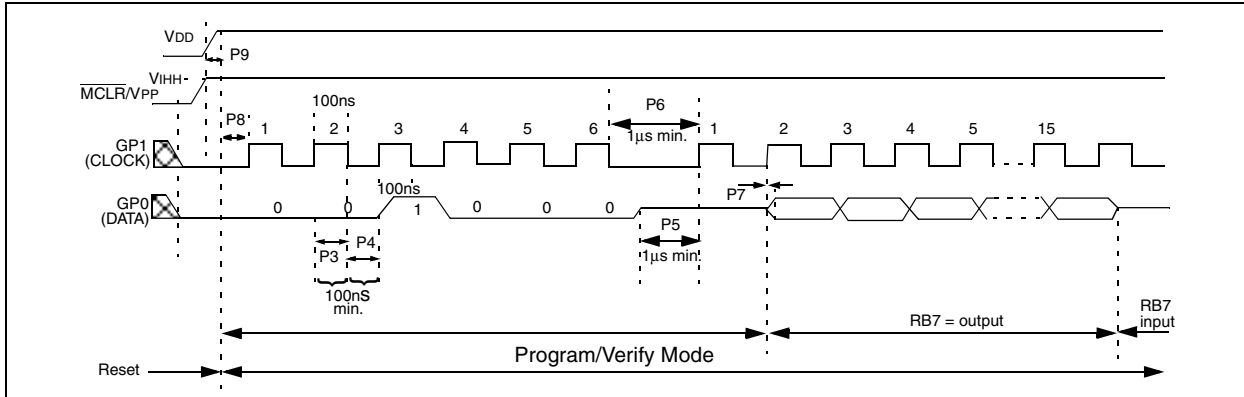 VDD
P9
VIHH
MCLR/VPP
100ns
P8
P6
1 2 3 4 5 6 1μs min. 1 2 3 4 5 15
GP1
(CLOCK)
100ns
P7
GP0
(DATA)
0 0 1 0 0 0
P5
P3 P4
1μs min.
100nS
min.
RB7 = output
RB7
input
Program/Verify Mode
Reset